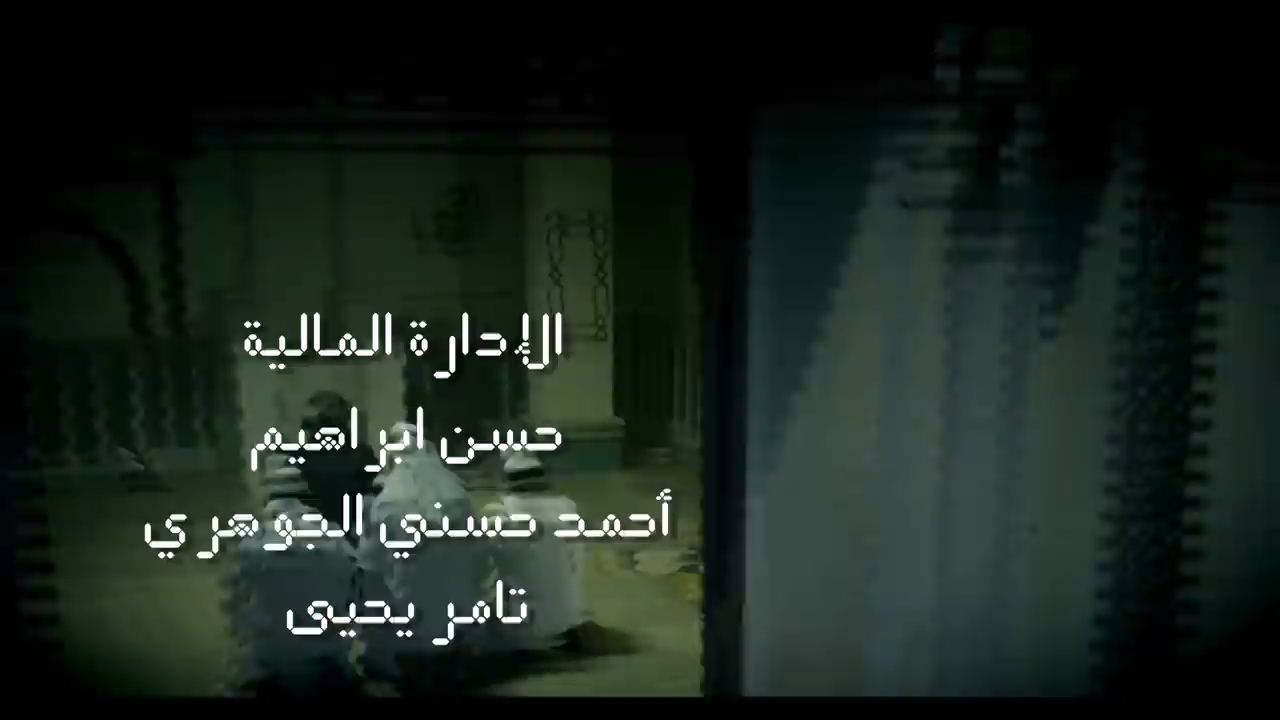 الإدارة المالية
حسن ابراهيم
أحمد حسني الجوهري
تامر يحيى